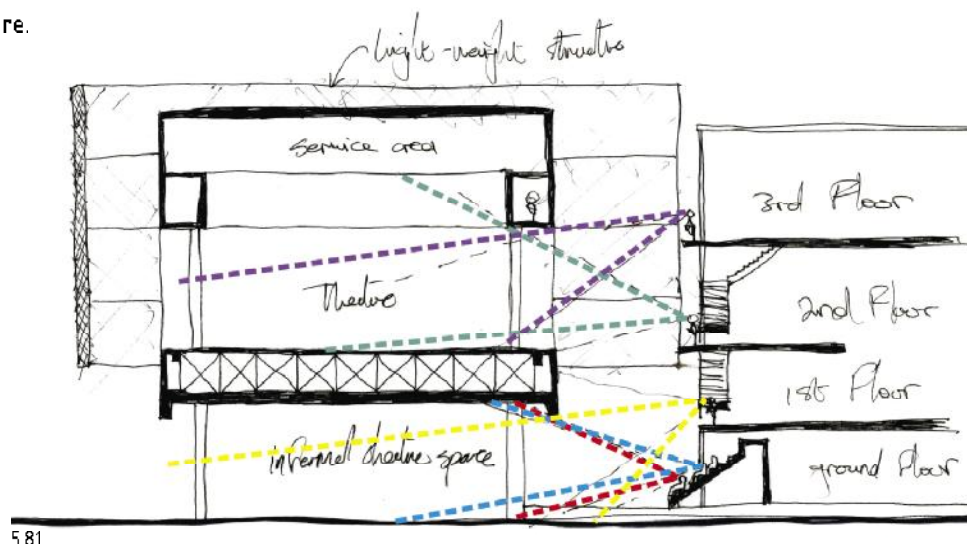 re.
light-weight structure
service area
3rd Floor
Theatre
2nd Floor
1st Floor
informal theatre space
ground floor
5.81